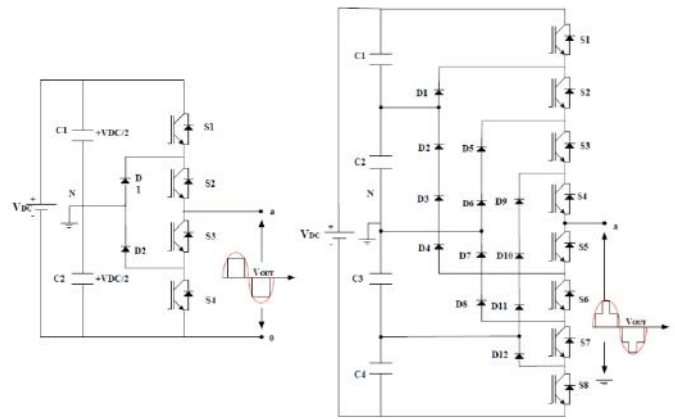 S1
C1
+VDC/2
S2
D
1
N
VDC
+
-
a
S3
D2
C2
+VDC/2
VOUT
S4
0
S1
C1
D1
S2
D2
D5
S3
C2
N
D3
D6
D9
S4
a
VDC
+
-
D4
D7
D10
S5
C3
D8
D11
S6
VOUT
S7
D12
C4
S8